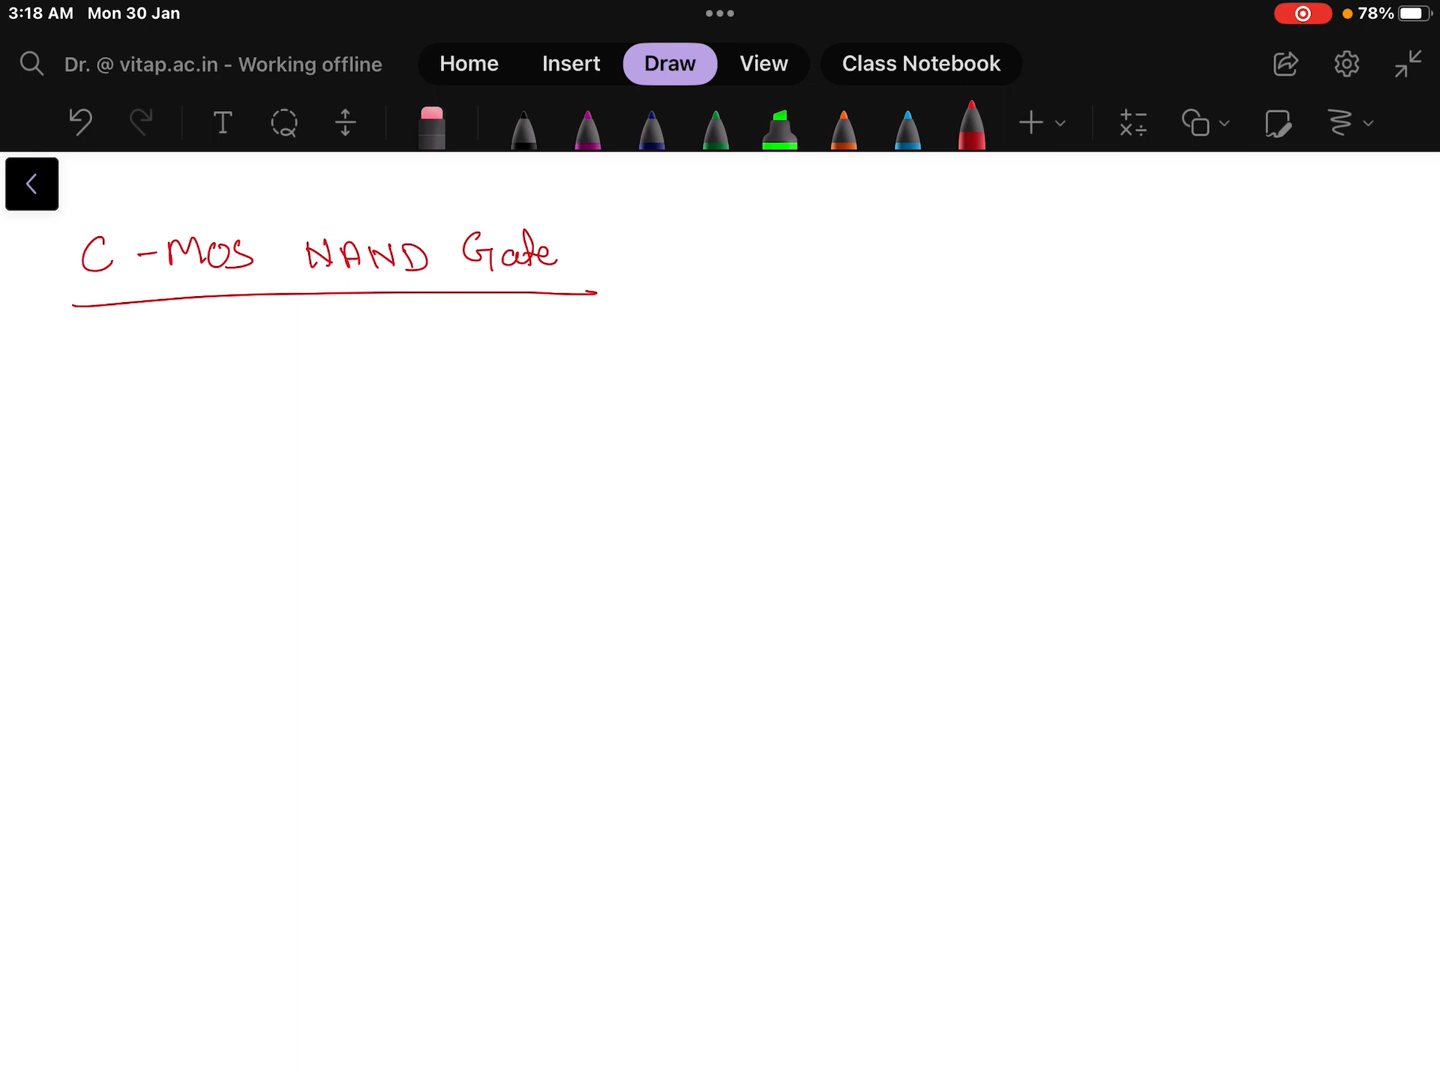 3:18 AM Mon 30 Jan
78%
Dr. @ vitap.ac.in - Working offline
Home Insert Draw View Class Notebook
T
C-MOS NAND Gate